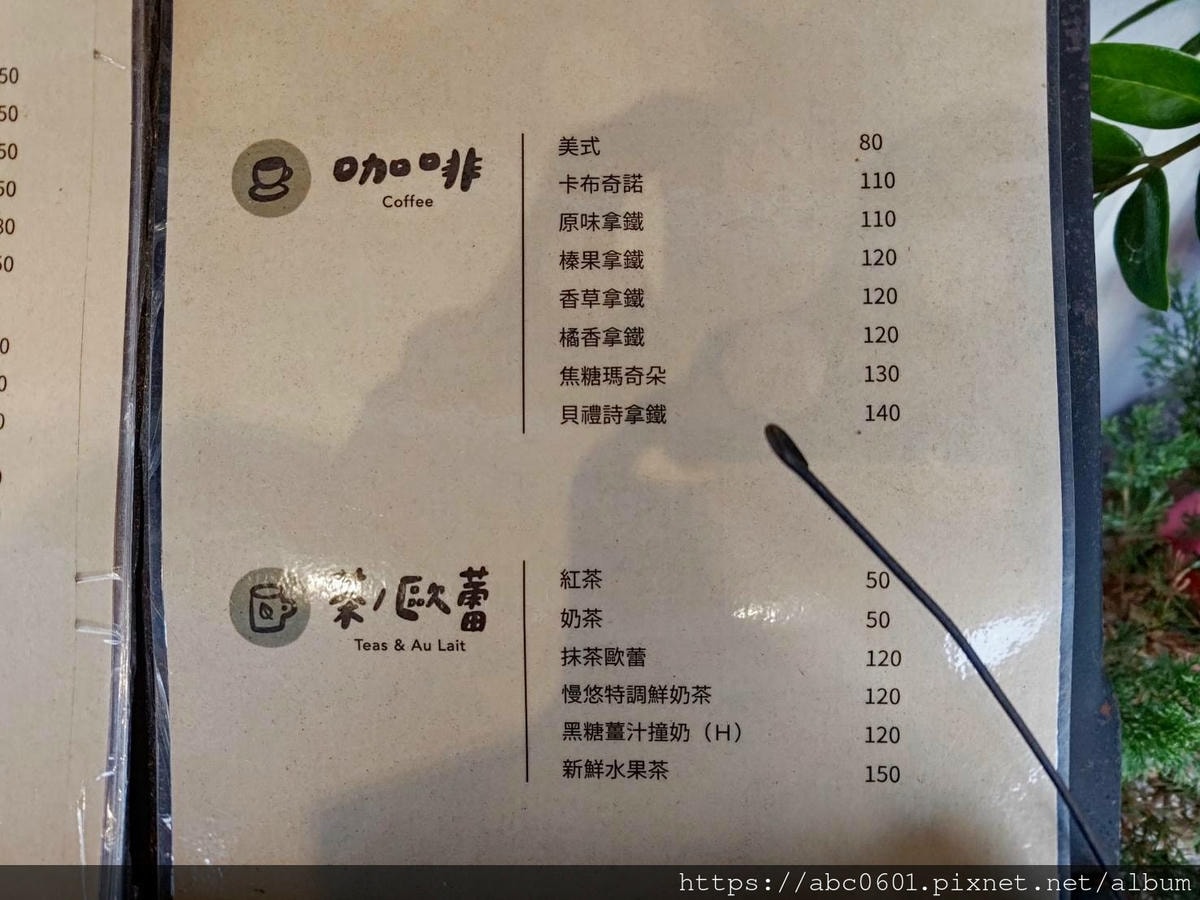 咖啡
Coffee
美式 80
卡布奇諾 110
原味拿鐵 110
榛果拿鐵 120
香草拿鐵 120
橘香拿鐵 120
焦糖瑪奇朵 130
貝禮詩拿鐵 140
茶/歐蕾
Teas & Au Lait
紅茶 50
奶茶 50
抹茶歐蕾 120
慢悠特調鮮奶茶 120
黑糖薑汁撞奶（H） 120
新鮮水果茶 150
https://abc0601.pixnet.net/album